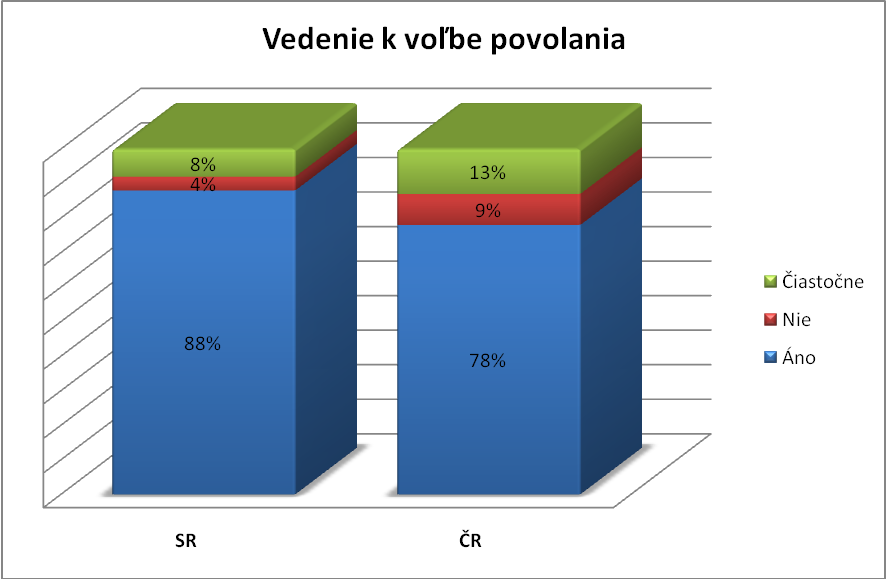 Vedenie k voľbe povolania
8%
4%
88%
13%
9%
78%
Čiastočne
Nie
Áno
SR
ČR